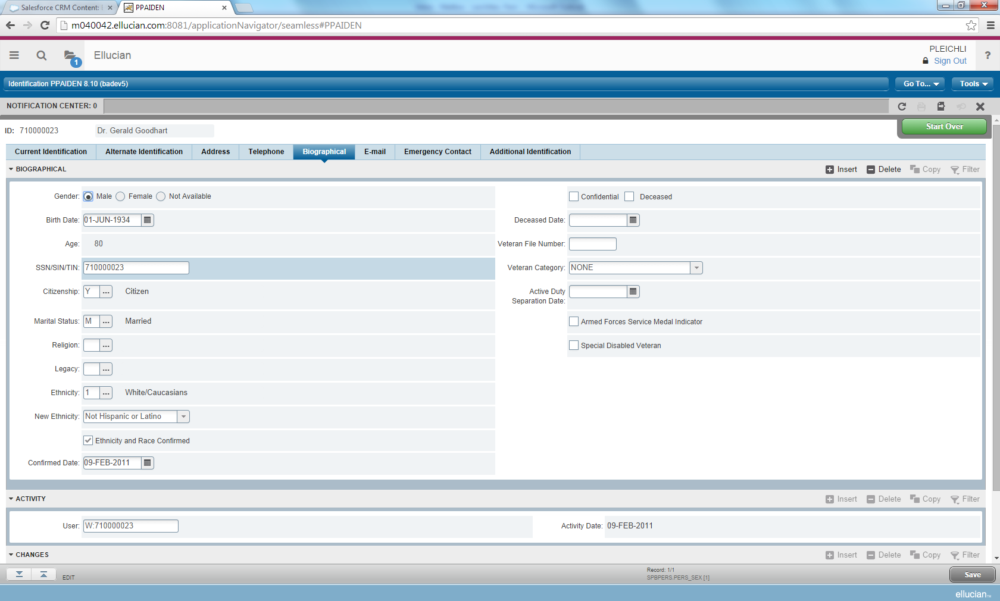 Salesforce CRM Content:
PPAIDEN
m040042.ellucian.com:8081/applicationNavigator/seamless#PPAIDEN
1
Ellucian
PLEICHLI
Sign Out
?
Identification PPAIDEN 8.10 (badev5)
Go To...
Tools
NOTIFICATION CENTER: 0
ID: 710000023
Dr. Gerald Goodhart
Start Over
Current Identification
Alternate Identification
Address
Telephone
Biographical
E-mail
Emergency Contact
Additional Identification
BIOGRAPHICAL
Insert
Delete
Copy
Filter
Gender: Male Female Not Available
Confidential Deceased
Birth Date: 01-JUN-1934
Deceased Date:
Age: 80
Veteran File Number:
SSN/SIN/TIN: 710000023
Veteran Category: NONE
Citizenship: Y ... Citizen
Active Duty
Separation Date:
Marital Status: M ... Married
Armed Forces Service Medal Indicator
Religion: ...
Special Disabled Veteran
Legacy: ...
Ethnicity: 1 ... White/Caucasians
New Ethnicity: Not Hispanic or Latino
Ethnicity and Race Confirmed
Confirmed Date: 09-FEB-2011
ACTIVITY
Insert
Delete
Copy
Filter
User: W:710000023
Activity Date: 09-FEB-2011
CHANGES
Insert
Delete
Copy
Filter
EDIT
Record: 1/1
SPBPERS.PERS_SEX [1]
Save
ellucian™